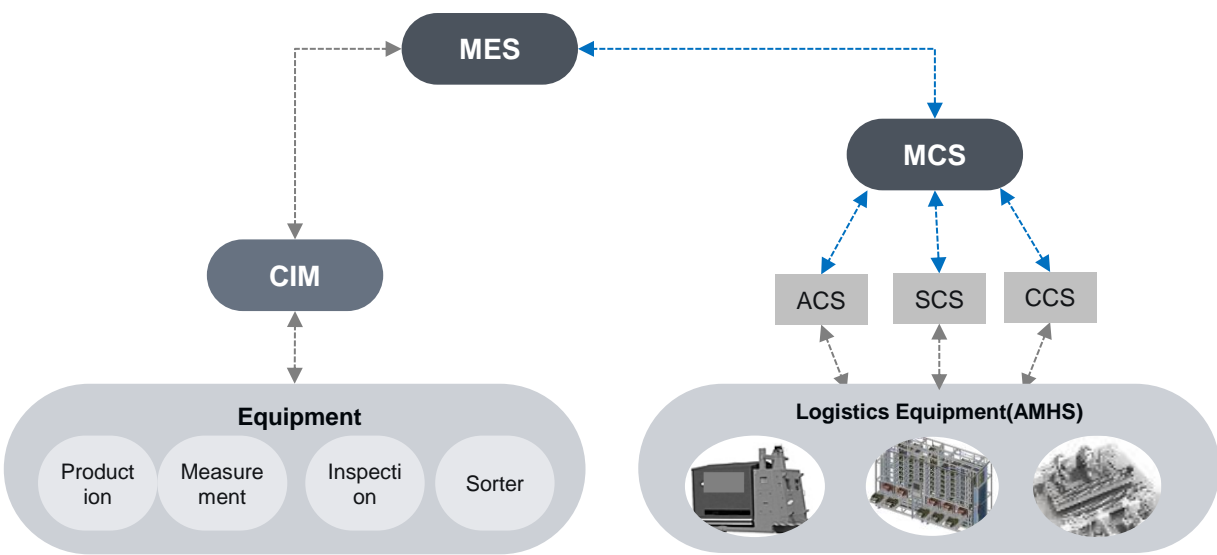 MES
MCS
CIM
ACS
SCS
CCS
Equipment
Product
ion
Measure
ment
Inspecti
on
Sorter
Logistics Equipment(AMHS)